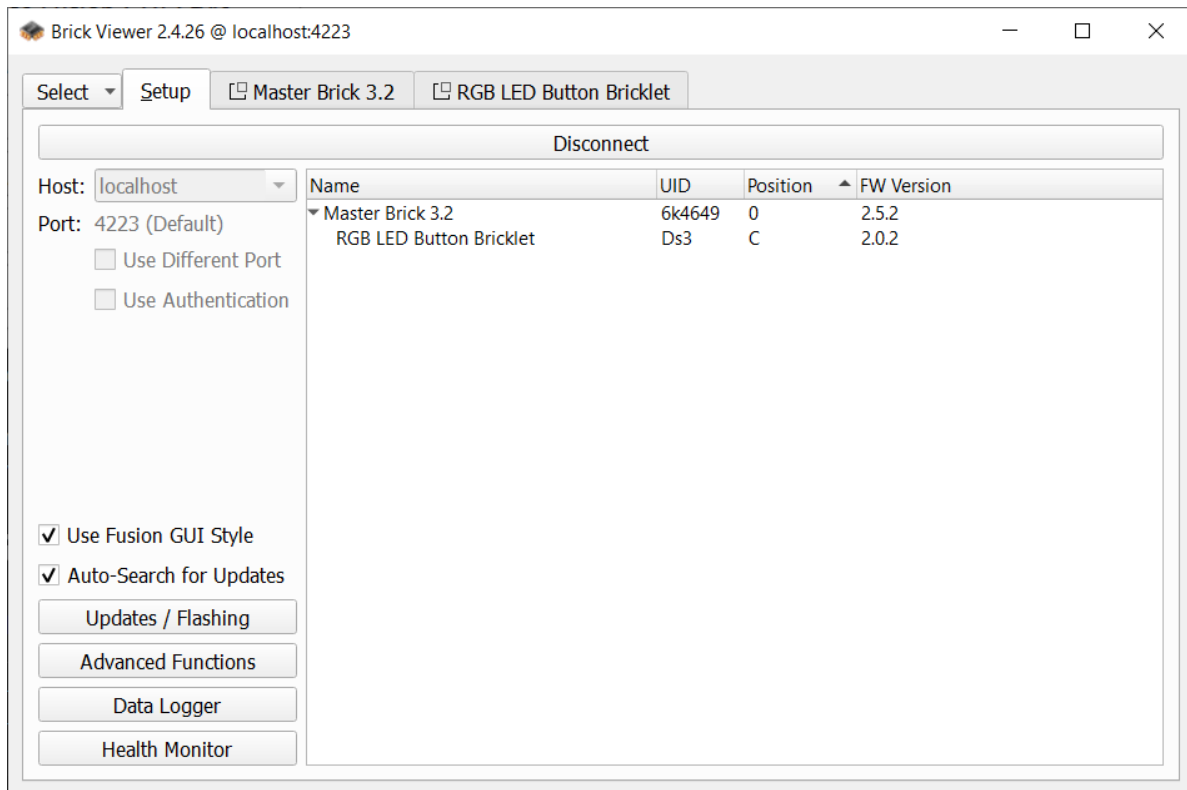 Brick Viewer 2.4.26 @ localhost:4223
Select Setup Master Brick 3.2 RGB LED Button Bricklet
Disconnect
Host: localhost
Port: 4223 (Default)
Use Different Port
Use Authentication
Name UID Position FW Version
Master Brick 3.2 6k4649 0 2.5.2
RGB LED Button Bricklet Ds3 C 2.0.2
Use Fusion GUI Style
Auto-Search for Updates
Updates / Flashing
Advanced Functions
Data Logger
Health Monitor